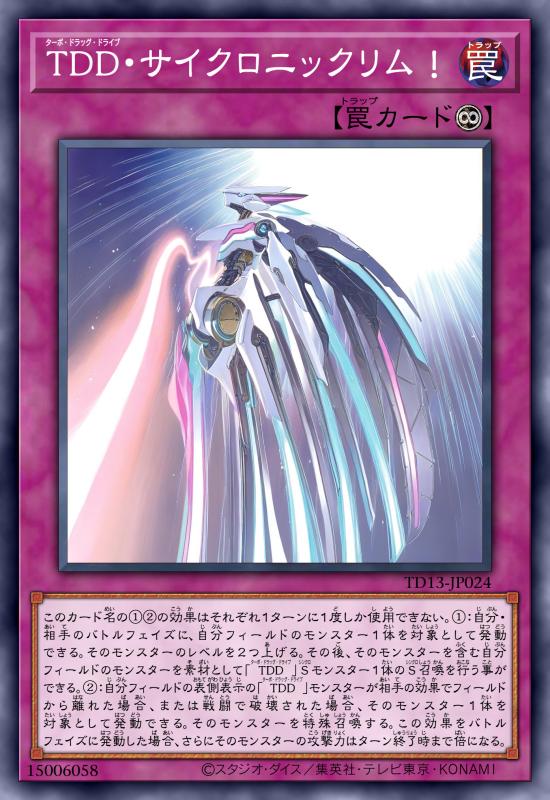 ターボ・ドラッグ・ドライブ
TDD・サイクロニックリム！
トラップ
罠
トラップ
【罠カード】
TD13-JP024
このカード名の①②の効果はそれぞれ1ターンに1度しか使用できない。①：自分・
相手のバトルフェイズに、自分フィールドのモンスター1体を対象として発動
できる。そのモンスターのレベルを2つ上げる。その後、そのモンスターを含む自分
フィールドのモンスターを素材として「TDD」Sモンスター1体のS召喚を行う事が
できる。②：自分フィールドの表側表示の「TDD」モンスターが相手の効果でフィールド
から離れた場合、または戦闘で破壊された場合、そのモンスター1体を
対象として発動できる。そのモンスターを特殊召喚する。この効果をバトル
フェイズに発動した場合、さらにそのモンスターの攻撃力はターン終了時まで倍になる。
15006058
©スタジオ・ダイス／集英社・テレビ東京・KONAMI